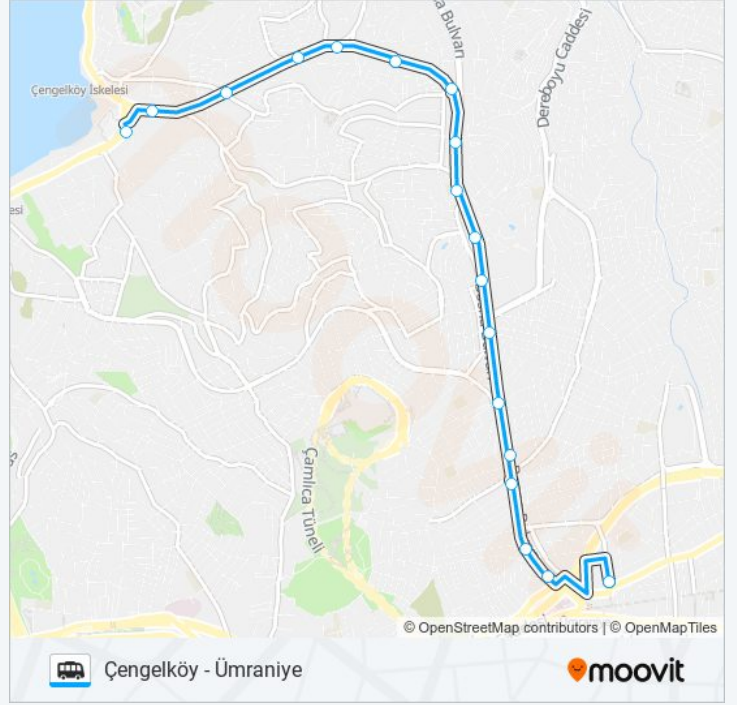 a Bulvarı
Dereboyu Caddesi
Çengelköy İskelesi
esi
Çamlıca Tüneli
© OpenStreetMap contributors | © OpenMapTiles
Çengelköy - Ümraniye
moovit